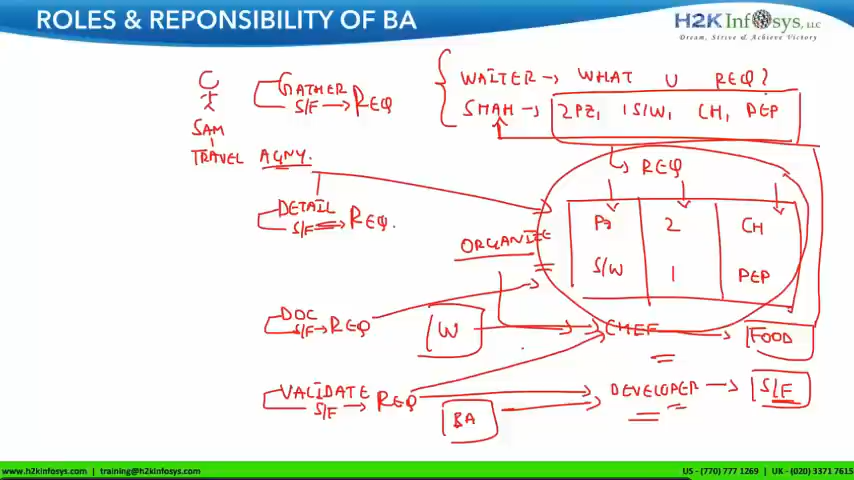 ROLES & REPONSIBILITY OF BA
H2K Infosys, LLC
Dream, Strive & Achieve Victory
GATHER
S/F → REQ
WAITER → WHAT U REQ?
SHAH → 2PZ, 1S/W, CH, PEP
SAM
TRAVEL AGNY.
REQ
DETAIL
S/F → REQ.
ORGANIZE
PZ 2 CH
S/W 1 PEP
DOC
S/F → REQ
W
CHEF
FOOD
VALIDATE
S/F → REQ
BA
DEVELOPER → S/F
www.h2kinfosys.com || training@h2kinfosys.com
US - (770) 777 1269 | UK - (020) 3371 7615